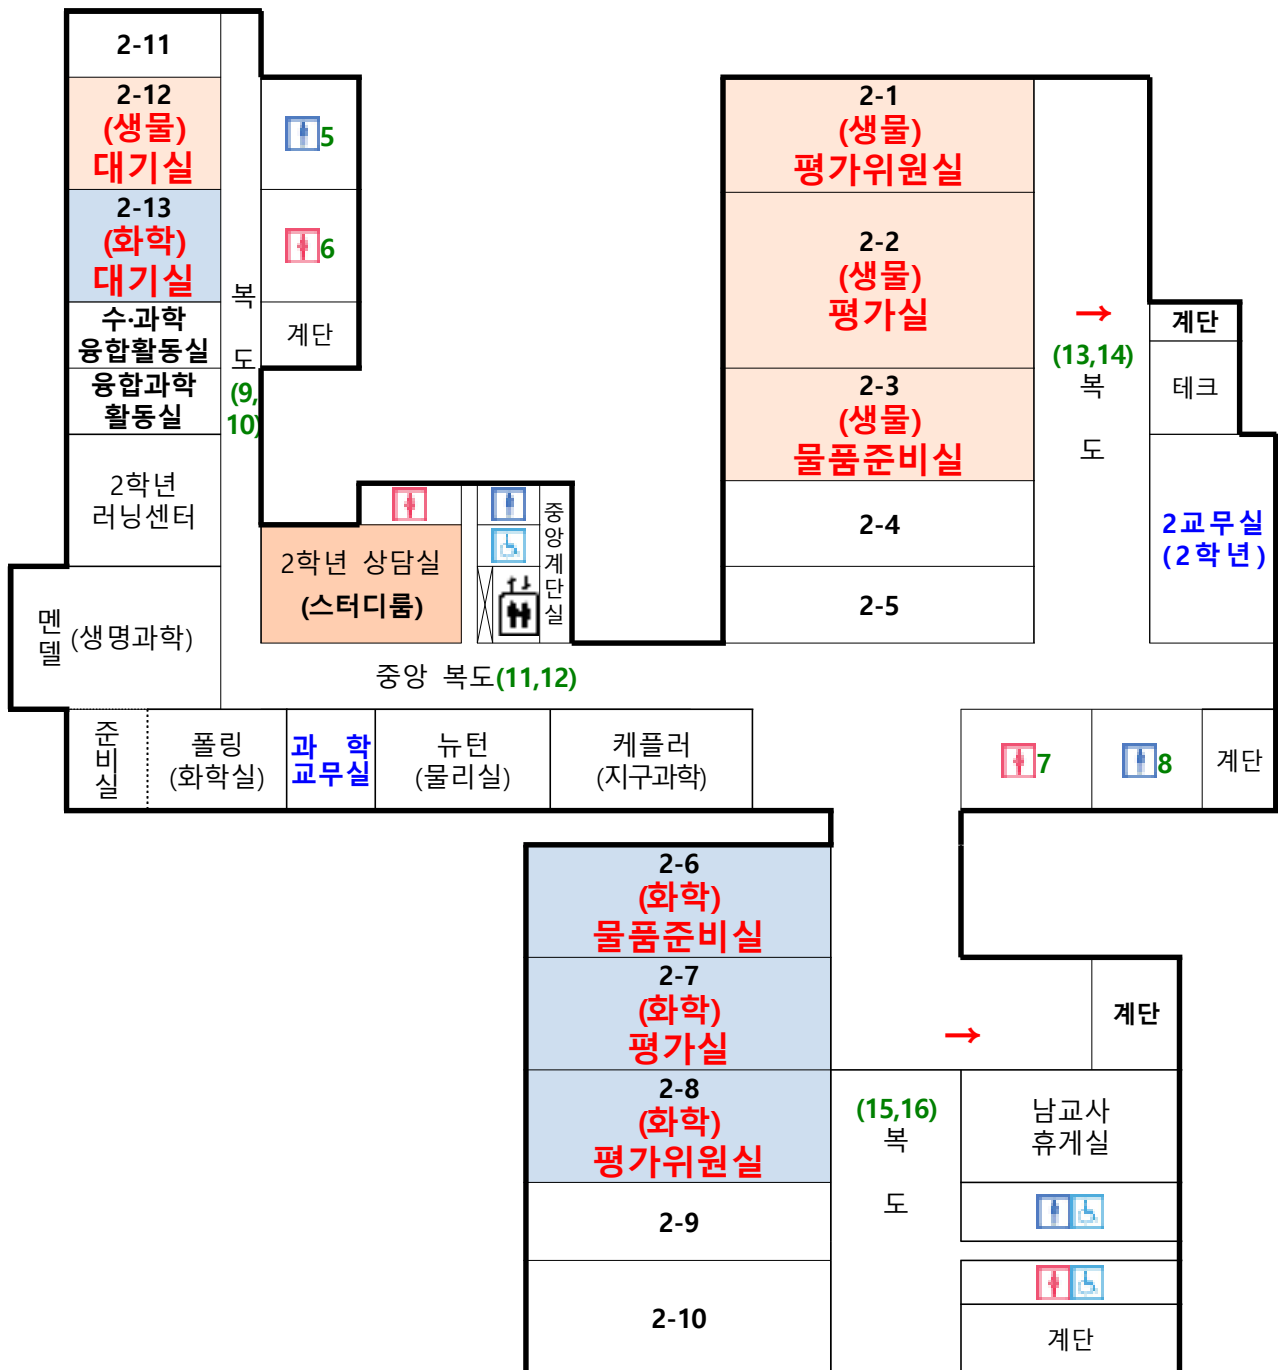 2-11
2-12
(생물)
대기실
2-13
(화학)
대기실
수·과학
융합활동실
융합과학
활동실
2학년
러닝센터
멘델
(생명과학)
복
도
(9,
10)
5
6
계단
2학년 상담실
(스터디룸)
중앙계단실
중앙 복도(11,12)
준비실
폴링
(화학실)
과 학
교무실
뉴턴
(물리실)
케플러
(지구과학)
2-1
(생물)
평가위원실
2-2
(생물)
평가실
2-3
(생물)
물품준비실
2-4
2-5
→
(13,14)
복
도
계단
테크
2교무실
(2학년)
7
8
계단
2-6
(화학)
물품준비실
2-7
(화학)
평가실
2-8
(화학)
평가위원실
2-9
2-10
→
계단
(15,16)
복
도
남교사
휴게실
계단